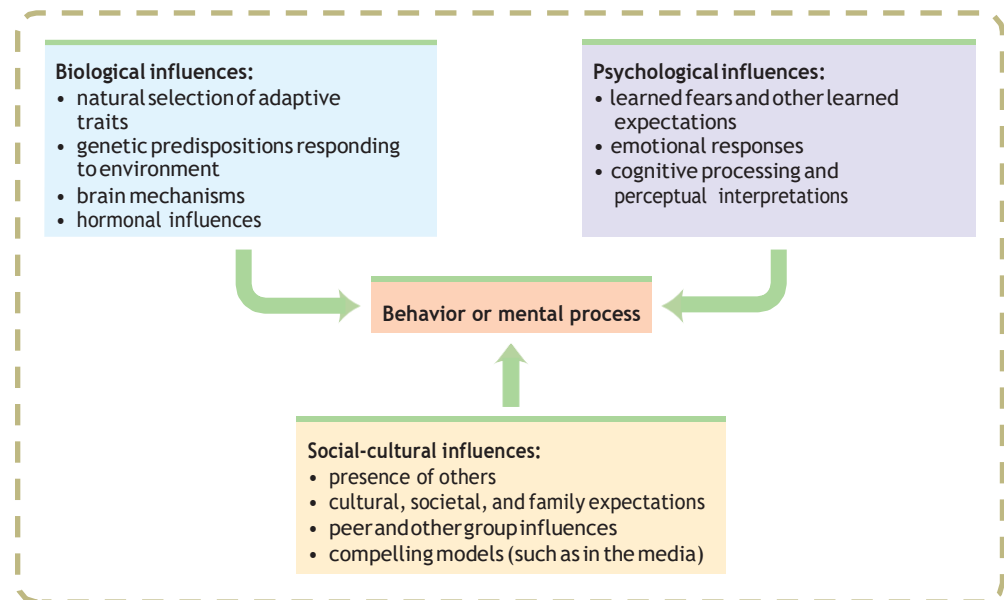 Biological influences:
• natural selection of adaptive
traits
• genetic predispositions responding
to environment
• brain mechanisms
• hormonal influences
Psychological influences:
• learned fears and other learned
expectations
• emotional responses
• cognitive processing and
perceptual interpretations
Behavior or mental process
Social-cultural influences:
• presence of others
• cultural, societal, and family expectations
• peer and other group influences
• compelling models (such as in the media)